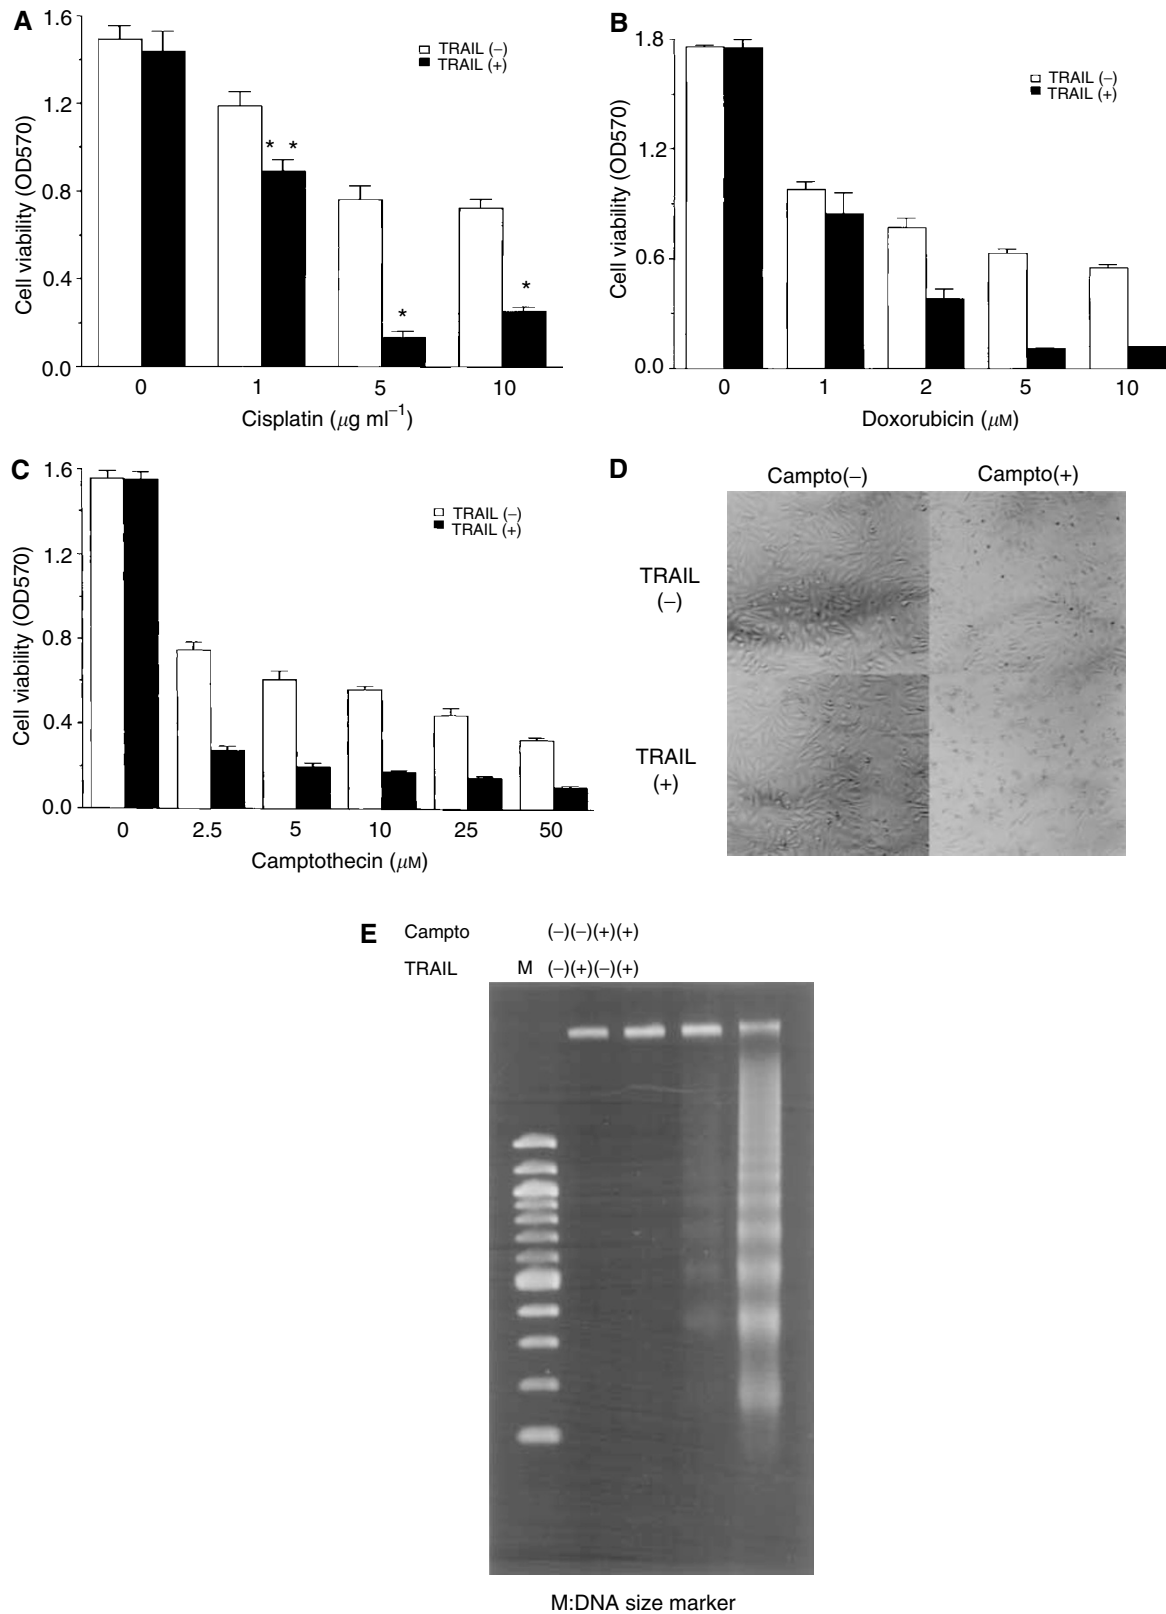 A
1.6
1.2
0.8
0.4
0.0
Cell viability (OD570)
TRAIL (−)
TRAIL (+)
* *
*
*
0 1 5 10
Cisplatin (μg ml⁻¹)
B
1.8
1.2
0.6
0.0
Cell viability (OD570)
TRAIL (−)
TRAIL (+)
0 1 2 5 10
Doxorubicin (μM)
C
1.6
1.2
0.8
0.4
0.0
Cell viability (OD570)
TRAIL (−)
TRAIL (+)
0 2.5 5 10 25 50
Camptothecin (μM)
D
Campto(−) Campto(+)
TRAIL
(−)
TRAIL
(+)
E Campto (−)(−)(+)(+)
TRAIL M (−)(+)(−)(+)
M:DNA size marker